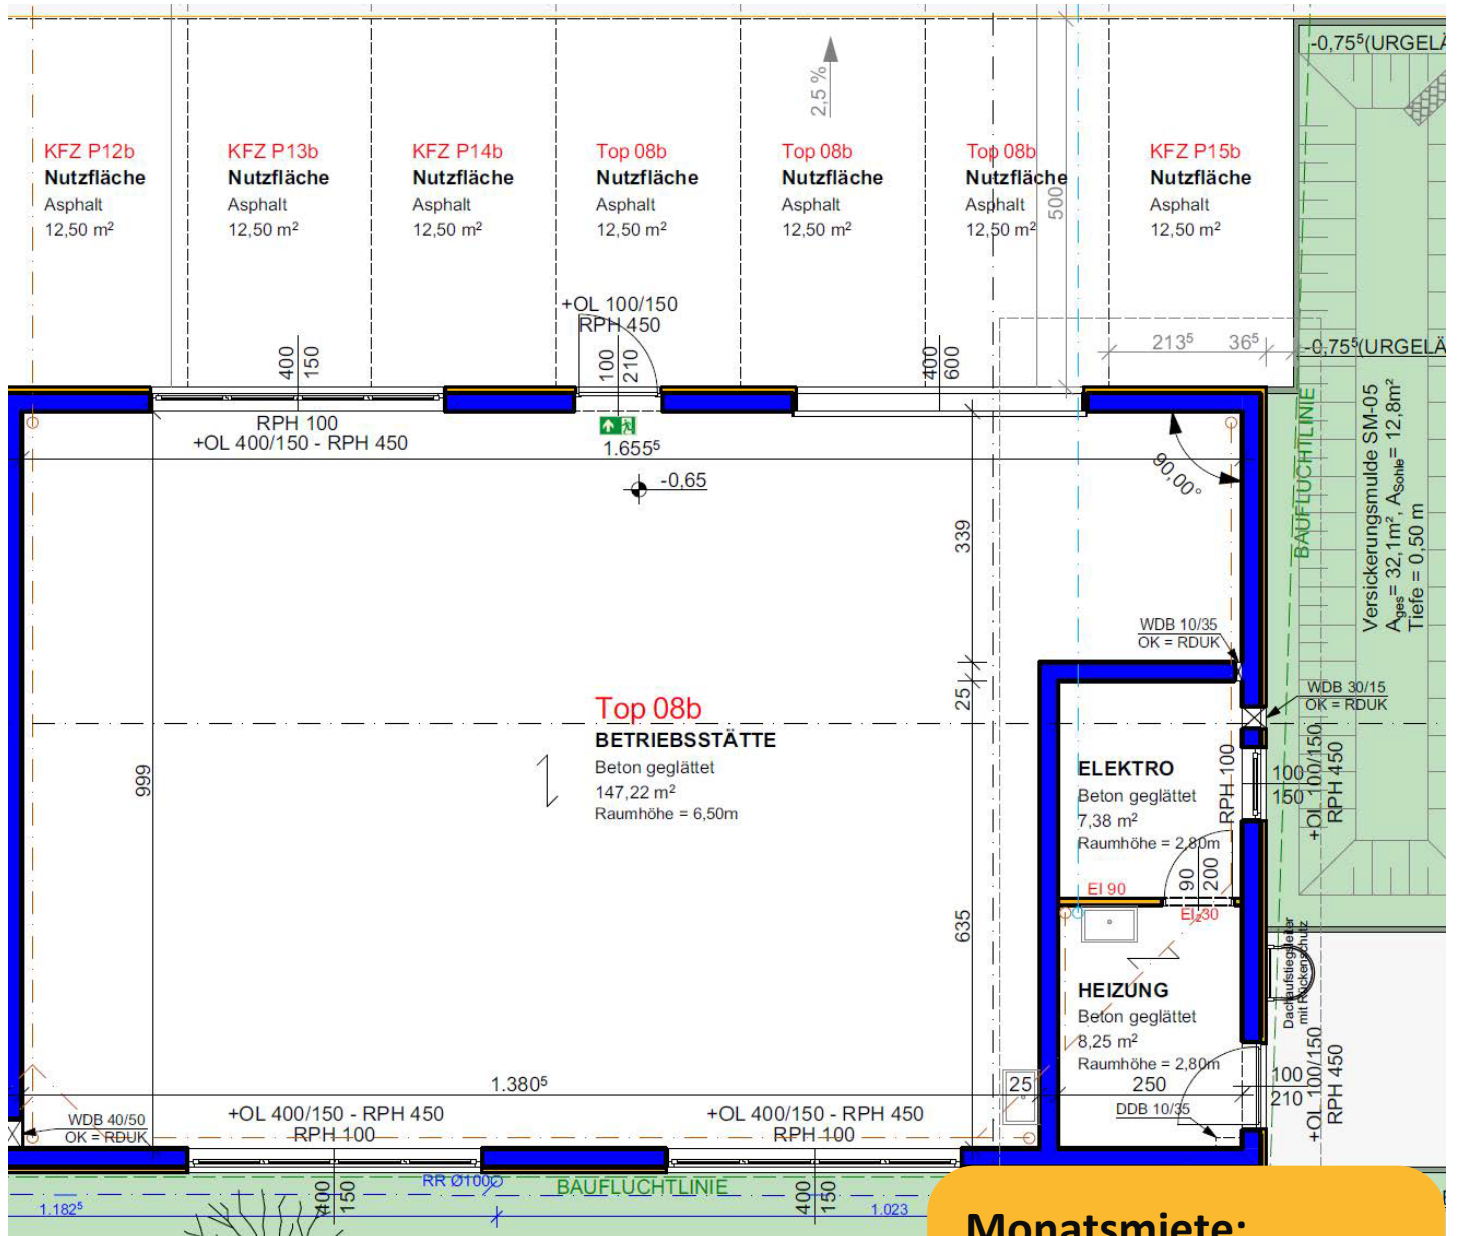 -0,75⁵(URGELÄ
2,5 %
KFZ P12b
Nutzfläche
Asphalt
12,50 m²
KFZ P13b
Nutzfläche
Asphalt
12,50 m²
KFZ P14b
Nutzfläche
Asphalt
12,50 m²
Top 08b
Nutzfläche
Asphalt
12,50 m²
Top 08b
Nutzfläche
Asphalt
12,50 m²
Top 08b
Nutzfläche
Asphalt
12,50 m²
KFZ P15b
Nutzfläche
Asphalt
12,50 m²
500
+OL 100/150
RPH 450
400
150
100
210
400
600
213⁵
36⁵
-0,75⁵(URGELÄ
RPH 100
+OL 400/150 - RPH 450
1.655⁵
-0,65
90,00°
339
BAUFLUCHTLINIE
Versickerungsmulde SM-05
Ages= 32,1m², ASohle= 12,8m²
Tiefe = 0,50 m
WDB 10/35
OK = RDUK
WDB 30/15
OK = RDUK
25
999
Top 08b
BETRIEBSSTÄTTE
Beton geglättet
147,22 m²
Raumhöhe = 6,50m
ELEKTRO
Beton geglättet
7,38 m²
Raumhöhe = 2,80m
RPH 100
100
150
+OL 100/150
RPH 450
90
200
EI 90
EI₂30
635
HEIZUNG
Beton geglättet
8,25 m²
Raumhöhe = 2,80m
Dachaufstiegsleiter
mit Rückenschutz
100
210
+OL 100/150
RPH 450
1.380⁵
25
250
DDB 10/35
WDB 40/50
OK = RDUK
+OL 400/150 - RPH 450
RPH 100
+OL 400/150 - RPH 450
RPH 100
RR Ø100
BAUFLUCHTLINIE
400
150
400
150
1.182⁵
1.023
Monatsmiete: